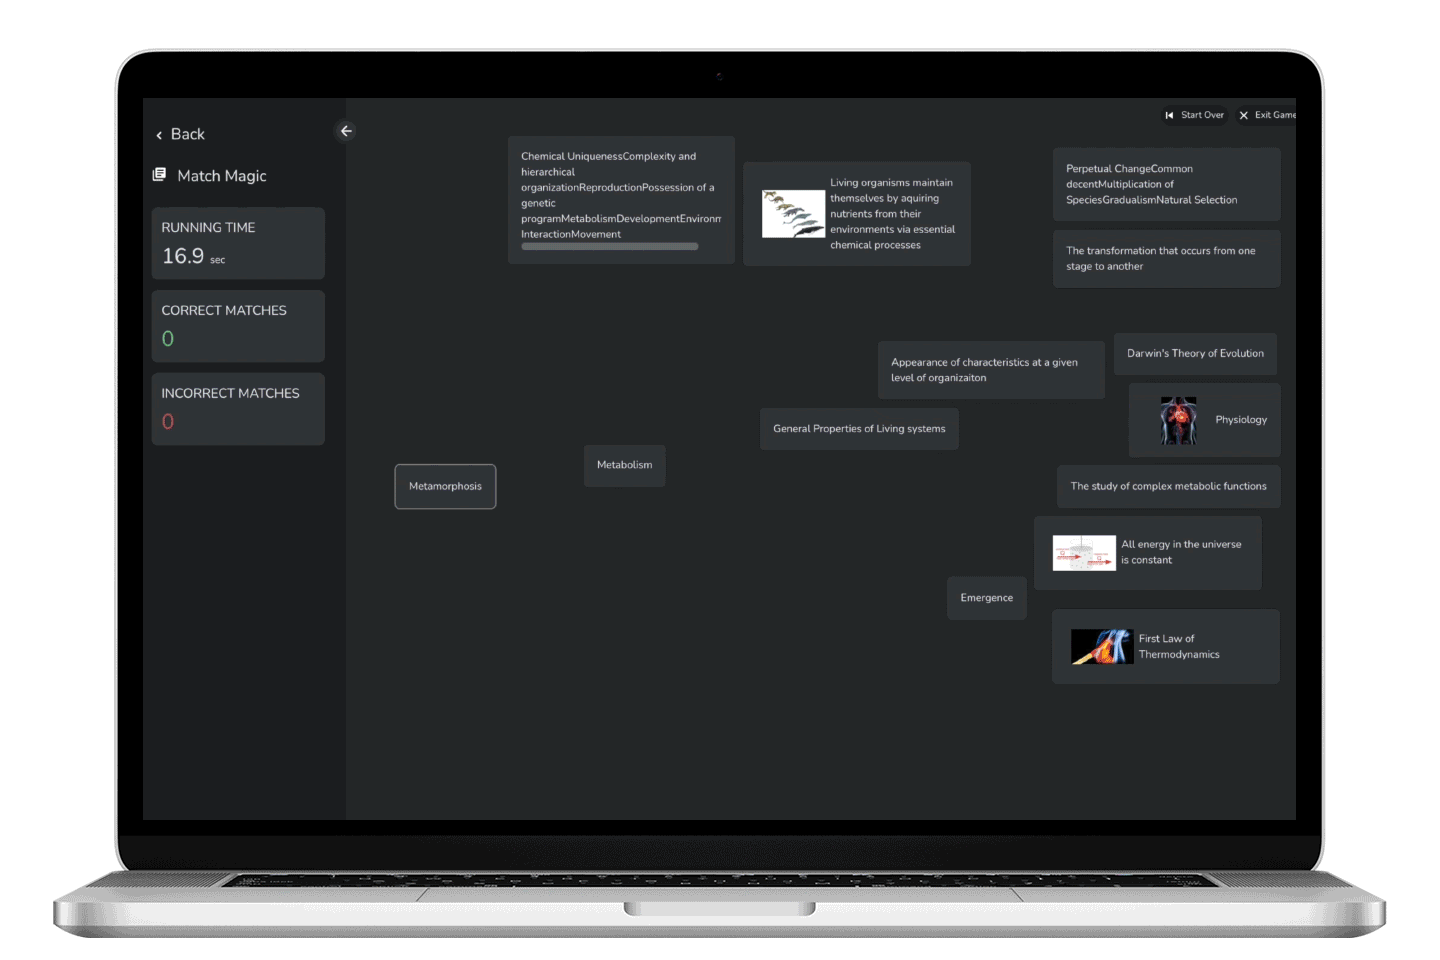 Back
Match Magic
RUNNING TIME
16.9 sec
CORRECT MATCHES
0
INCORRECT MATCHES
0
Start Over
Exit Game
Chemical UniquenessComplexity and
hierarchical
organizationReproductionPossession of a
genetic
programMetabolismDevelopmentEnvironm
InteractionMovement
Living organisms maintain
themselves by aquiring
nutrients from their
environments via essential
chemical processes
Perpetual ChangeCommon
decentMultiplication of
SpeciesGradualismNatural Selection
The transformation that occurs from one
stage to another
Appearance of characteristics at a given
level of organizaiton
Darwin's Theory of Evolution
Physiology
General Properties of Living systems
Metabolism
Metamorphosis
The study of complex metabolic functions
All energy in the universe
is constant
Emergence
First Law of
Thermodynamics